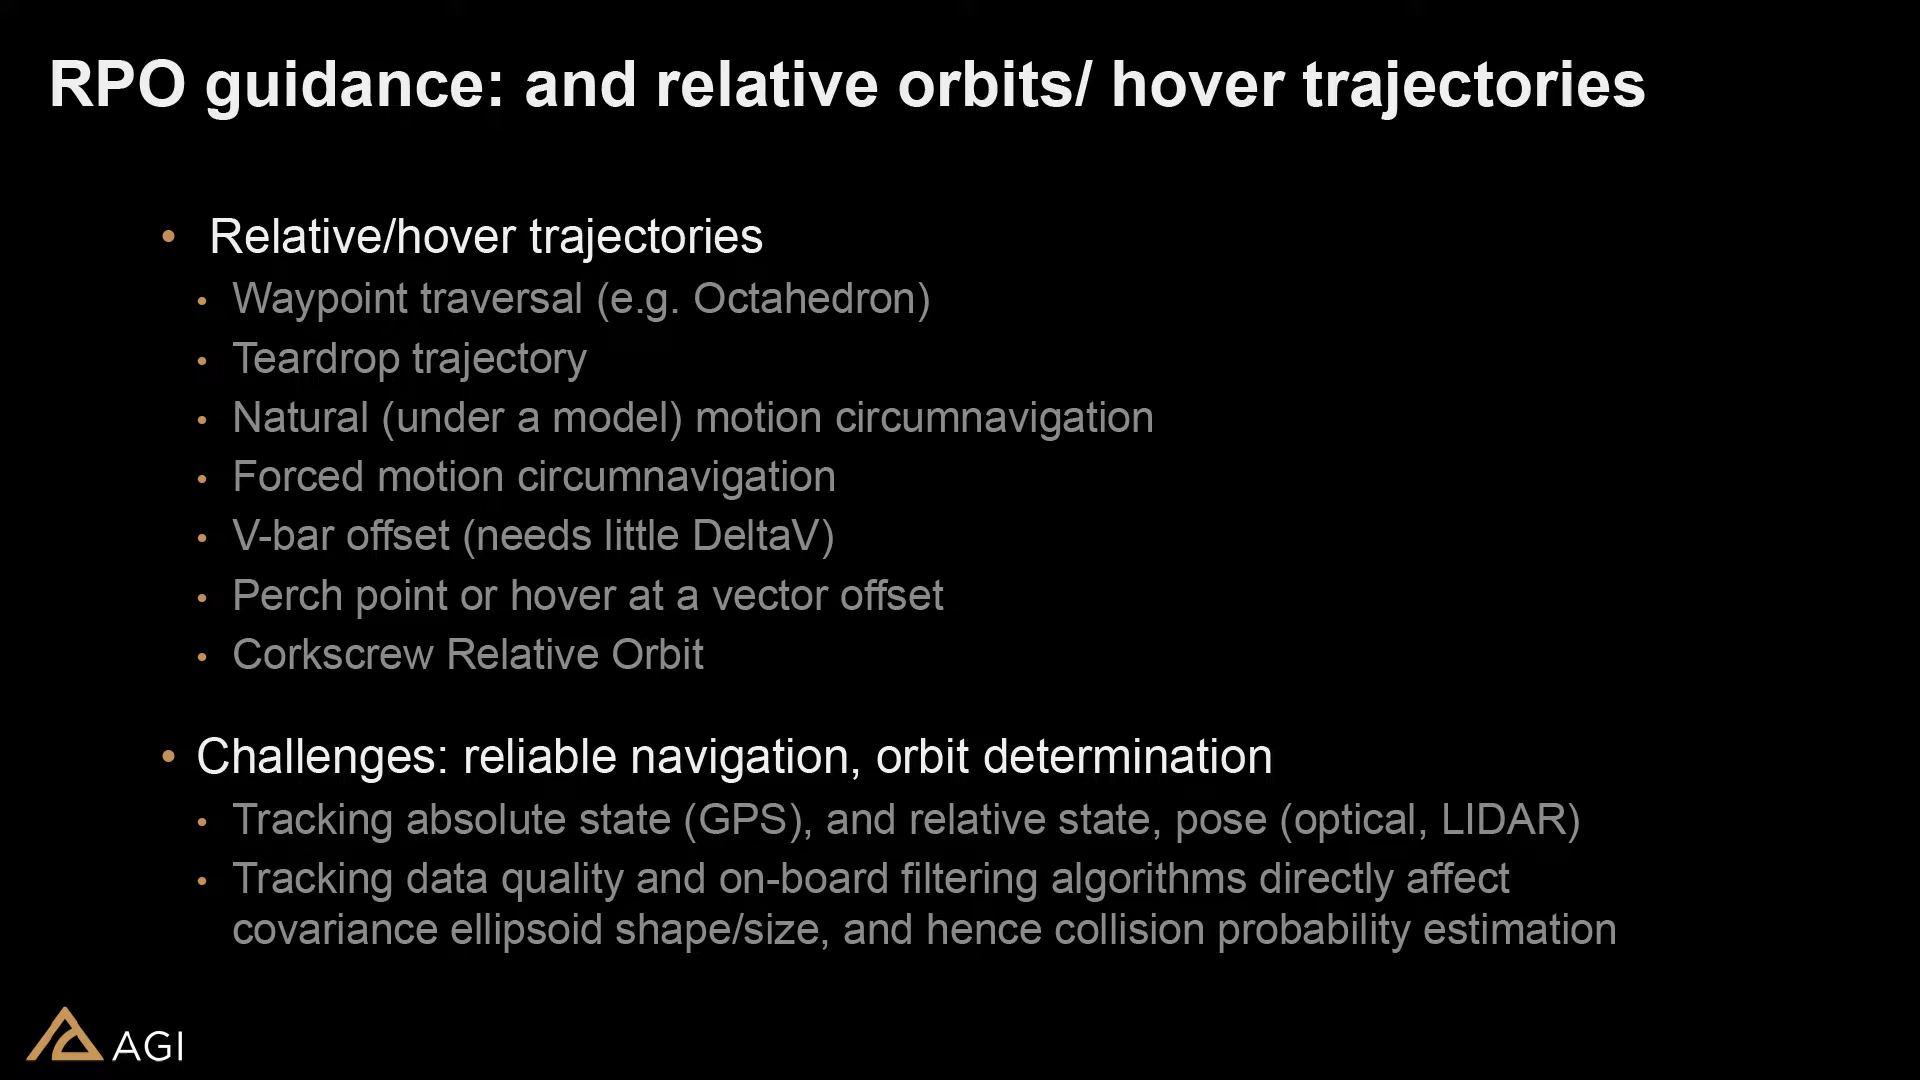 RPO guidance: and relative orbits/ hover trajectories
• Relative/hover trajectories
• Waypoint traversal (e.g. Octahedron)
• Teardrop trajectory
• Natural (under a model) motion circumnavigation
• Forced motion circumnavigation
• V-bar offset (needs little DeltaV)
• Perch point or hover at a vector offset
• Corkscrew Relative Orbit
• Challenges: reliable navigation, orbit determination
• Tracking absolute state (GPS), and relative state, pose (optical, LIDAR)
• Tracking data quality and on-board filtering algorithms directly affect
covariance ellipsoid shape/size, and hence collision probability estimation
AGI